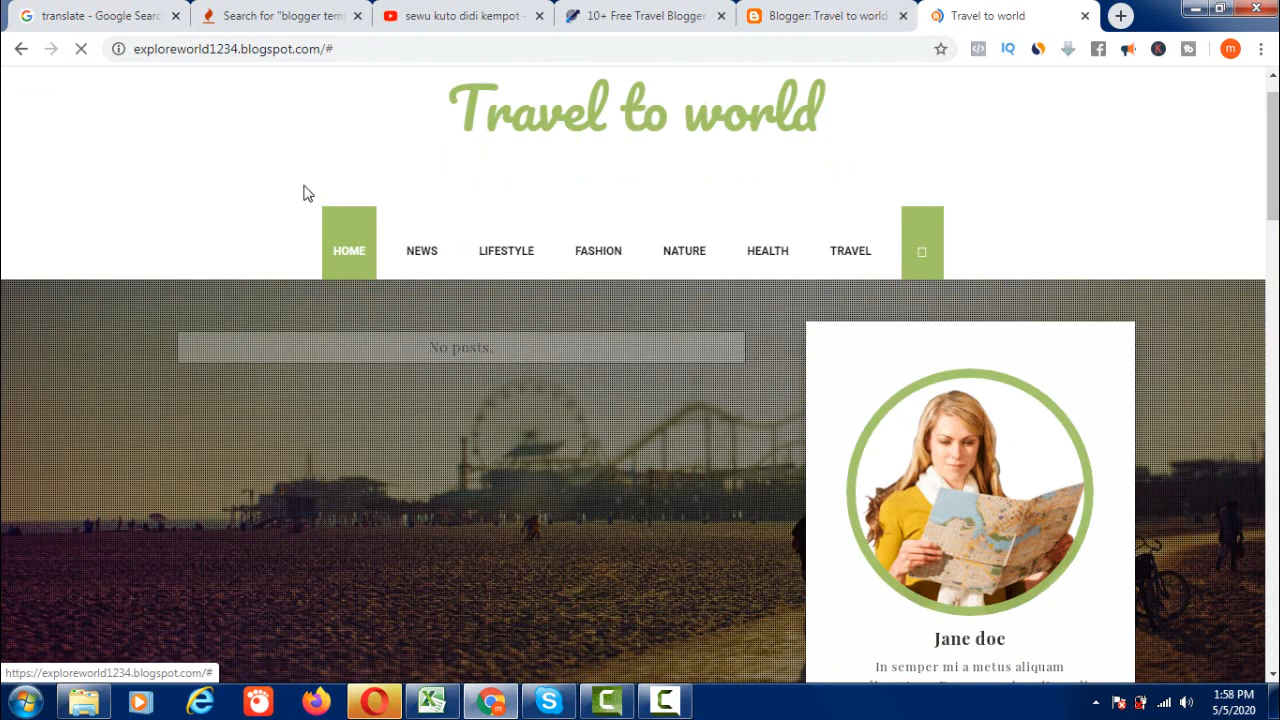 translate - Google Searc
Search for "blogger tem
sewu kuto didi kempot -
10+ Free Travel Blogger
Blogger: Travel to world
Travel to world
exploreworld1234.blogspot.com/#
IQ
K
m
Travel to world
HOME
NEWS
LIFESTYLE
FASHION
NATURE
HEALTH
TRAVEL
No posts.
Jane doe
In semper mi a metus aliquam
https://exploreworld1234.blogspot.com/#
1:58 PM
5/5/2020